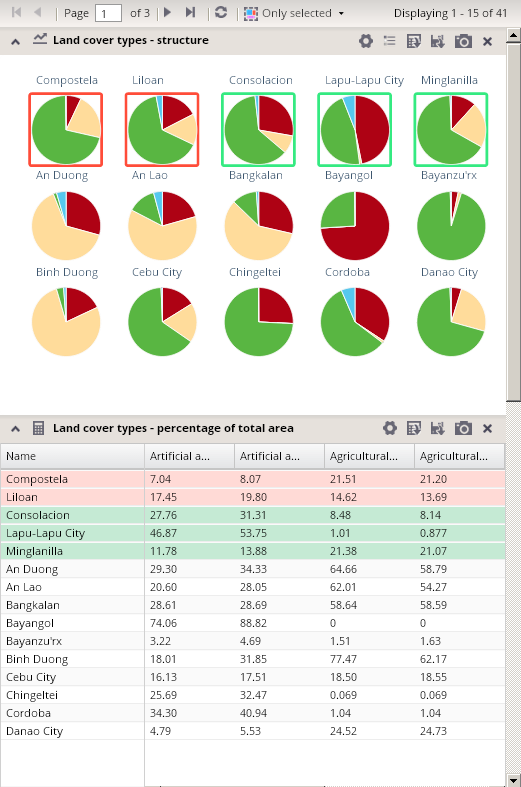 Page 1 of 3 Only selected Displaying 1 - 15 of 41
Land cover types - structure
Compostela Liloan Consolacion Lapu-Lapu City Minglanilla
An Duong An Lao Bangkalan Bayangol Bayanzu'rx
Binh Duong Cebu City Chingeltei Cordoba Danao City
Land cover types - percentage of total area
Name Artificial a... Artificial a... Agricultural... Agricultural...
Compostela 7.04 8.07 21.51 21.20
Liloan 17.45 19.80 14.62 13.69
Consolacion 27.76 31.31 8.48 8.14
Lapu-Lapu City 46.87 53.75 1.01 0.877
Minglanilla 11.78 13.88 21.38 21.07
An Duong 29.30 34.33 64.66 58.79
An Lao 20.60 28.05 62.01 54.27
Bangkalan 28.61 28.69 58.64 58.59
Bayangol 74.06 88.82 0 0
Bayanzu'rx 3.22 4.69 1.51 1.63
Binh Duong 18.01 31.85 77.47 62.17
Cebu City 16.13 17.51 18.50 18.55
Chingeltei 25.69 32.47 0.069 0.069
Cordoba 34.30 40.94 1.04 1.04
Danao City 4.79 5.53 24.52 24.73